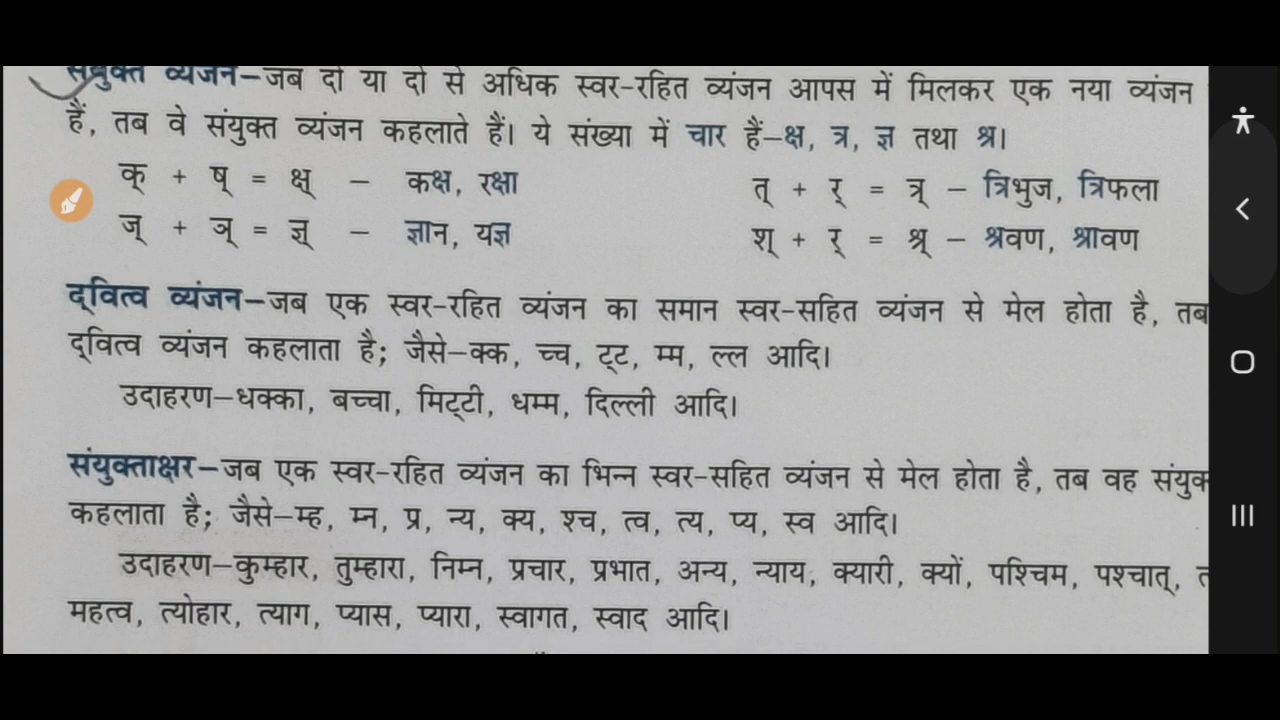 संयुक्त व्यंजन–जब दो या दो से अधिक स्वर-रहित व्यंजन आपस में मिलकर एक नया व्यंजन
हैं, तब वे संयुक्त व्यंजन कहलाते हैं। ये संख्या में चार हैं–क्ष, त्र, ज्ञ तथा श्र।
क् + ष् = क्ष् – कक्ष, रक्षा त् + र् = त्र् – त्रिभुज, त्रिफला
ज् + ञ् = ज्ञ् – ज्ञान, यज्ञ श् + र् = श्र् – श्रवण, श्रावण
द्‌वित्व व्यंजन–जब एक स्वर-रहित व्यंजन का समान स्वर-सहित व्यंजन से मेल होता है, तब
द्‌वित्व व्यंजन कहलाता है; जैसे–क्क, च्च, ट्‌ट, म्म, ल्ल आदि।
उदाहरण–धक्का, बच्चा, मिट्‌टी, धम्म, दिल्ली आदि।
संयुक्ताक्षर–जब एक स्वर-रहित व्यंजन का भिन्न स्वर-सहित व्यंजन से मेल होता है, तब वह
कहलाता है; जैसे–म्ह, म्न, प्र, न्य, क्य, श्च, त्व, त्य, प्य, स्व आदि।
उदाहरण–कुम्हार, तुम्हारा, निम्न, प्रचार, प्रभात, अन्य, न्याय, क्यारी, क्यों, पश्चिम, पश्चात्,
महत्व, त्योहार, त्याग, प्यास, प्यारा, स्वागत, स्वाद आदि।